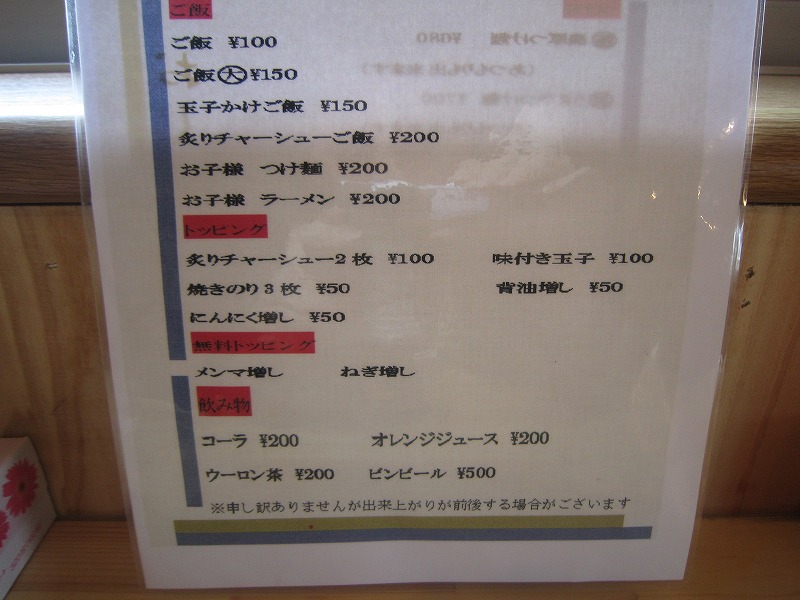 ご飯
ご飯 ¥100
ご飯大 ¥150
玉子かけご飯 ¥150
炙りチャーシューご飯 ¥200
お子様 つけ麺 ¥200
お子様 ラーメン ¥200
トッピング
炙りチャーシュー2枚 ¥100 味付き玉子 ¥100
焼きのり3枚 ¥50 背油増し ¥50
にんにく増し ¥50
無料トッピング
メンマ増し ねぎ増し
飲み物
コーラ ¥200 オレンジジュース ¥200
ウーロン茶 ¥200 ビンビール ¥500
※申し訳ありませんが出来上がりが前後する場合がございます